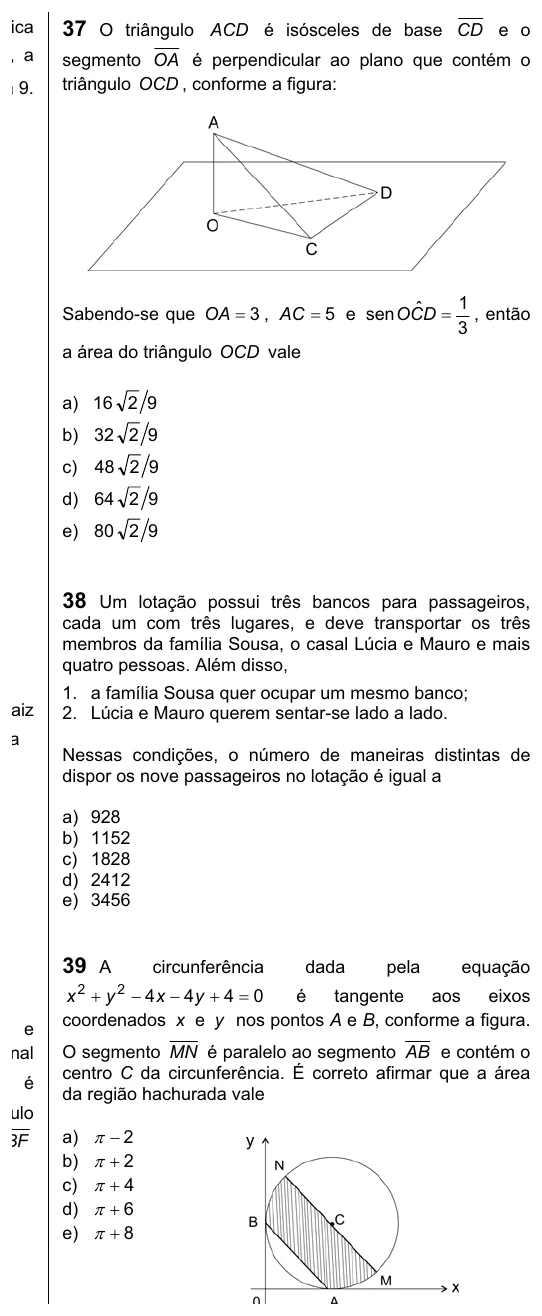 ica
, a
9.
37 O triângulo ACD é isósceles de base C̅D̅ e o
segmento O̅A̅ é perpendicular ao plano que contém o
triângulo OCD, conforme a figura:
A
D
O
C
Sabendo-se que OA = 3, AC = 5 e sen OĈD = 1/3, então
a área do triângulo OCD vale
a) 16√2/9
b) 32√2/9
c) 48√2/9
d) 64√2/9
e) 80√2/9
38 Um lotação possui três bancos para passageiros,
cada um com três lugares, e deve transportar os três
membros da família Sousa, o casal Lúcia e Mauro e mais
quatro pessoas. Além disso,
1. a família Sousa quer ocupar um mesmo banco;
2. Lúcia e Mauro querem sentar-se lado a lado.
aiz
a
Nessas condições, o número de maneiras distintas de
dispor os nove passageiros no lotação é igual a
a) 928
b) 1152
c) 1828
d) 2412
e) 3456
39 A circunferência dada pela equação
x² + y² − 4x − 4y + 4 = 0 é tangente aos eixos
coordenados x e y nos pontos A e B, conforme a figura.
O segmento M̅N̅ é paralelo ao segmento A̅B̅ e contém o
centro C da circunferência. É correto afirmar que a área
da região hachurada vale
e
nal
é
ulo
B̅F̅
a) π − 2
b) π + 2
c) π + 4
d) π + 6
e) π + 8
y
N
B
C
M
x
0
A